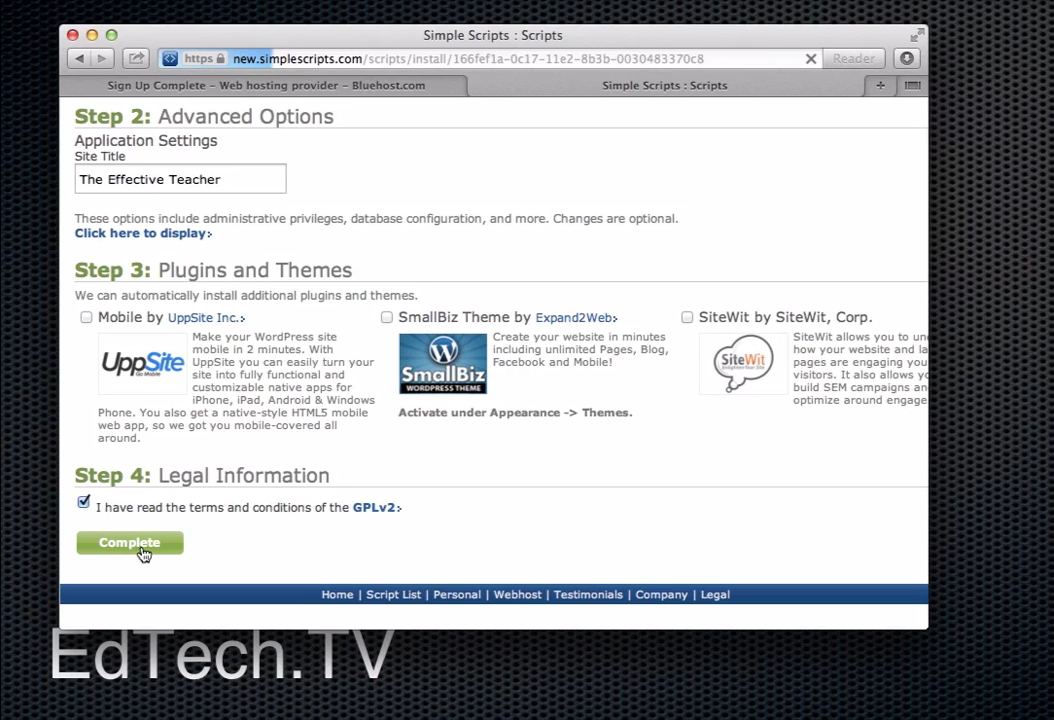 Simple Scripts : Scripts
https new.simplescripts.com/scripts/install/166fef1a-0c17-11e2-8b3b-0030483370c8 Reader
Sign Up Complete – Web hosting provider – Bluehost.com
Simple Scripts : Scripts
Step 2: Advanced Options
Application Settings
Site Title
The Effective Teacher
These options include administrative privileges, database configuration, and more. Changes are optional.
Click here to display›
Step 3: Plugins and Themes
We can automatically install additional plugins and themes.
Mobile by UppSite Inc.›
UppSite
Go Mobile
Make your WordPress site
mobile in 2 minutes. With
UppSite you can easily turn your
site into fully functional and
customizable native apps for
iPhone, iPad, Android & Windows
Phone. You also get a native-style HTML5 mobile
web app, so we got you mobile-covered all
around.
SmallBiz Theme by Expand2Web›
SmallBiz
WORDPRESS THEME
Create your website in minutes
including unlimited Pages, Blog,
Facebook and Mobile!
Activate under Appearance -> Themes.
SiteWit by SiteWit, Corp.
SiteWit
SiteWit allows you to un
how your website and la
pages are engaging you
visitors. It also allows yo
build SEM campaigns an
optimize around engage
Step 4: Legal Information
I have read the terms and conditions of the GPLv2›
Complete
Home | Script List | Personal | Webhost | Testimonials | Company | Legal
EdTech.TV